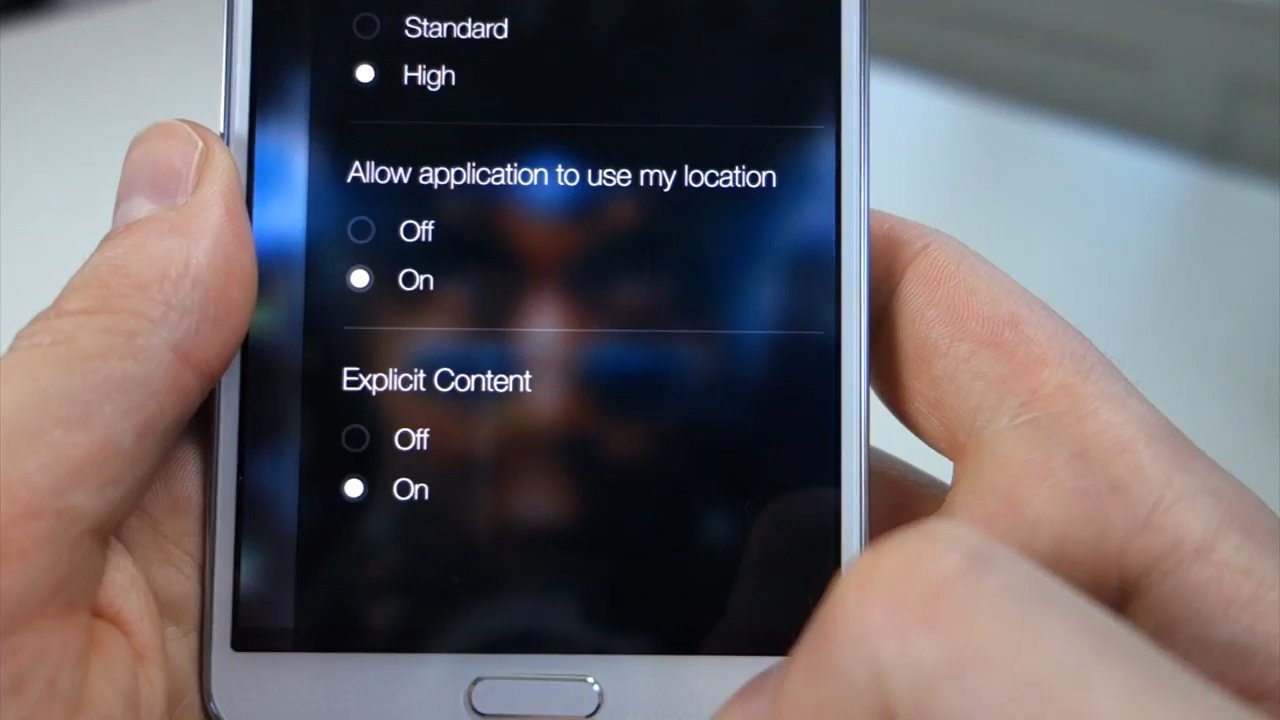 Standard
High
Allow application to use my location
Off
On
Explicit Content
Off
On